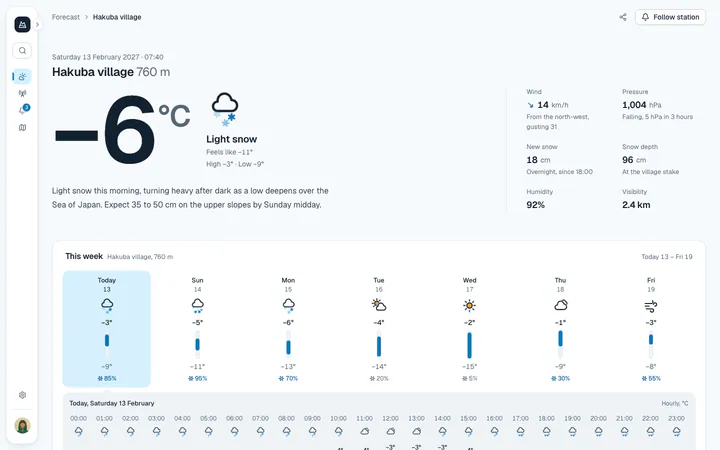 Forecast > Hakuba village
Follow station
3
Saturday 13 February 2027 · 07:40
Hakuba village 760 m
−6°C
Light snow
Feels like −11°
High −3° · Low −9°
Light snow this morning, turning heavy after dark as a low deepens over the
Sea of Japan. Expect 35 to 50 cm on the upper slopes by Sunday midday.
Wind
14 km/h
From the north-west,
gusting 31
Pressure
1,004 hPa
Falling, 5 hPa in 3 hours
New snow
18 cm
Overnight, since 18:00
Snow depth
96 cm
At the village stake
Humidity
92%
Visibility
2.4 km
This week Hakuba village, 760 m
Today 13 – Fri 19
Today Sun Mon Tue Wed Thu Fri
13 14 15 16 17 18 19
−3° −5° −6° −4° −2° −1° −3°
−9° −11° −13° −14° −15° −9° −8°
85% 95% 70% 20% 5% 30% 55%
Today, Saturday 13 February
Hourly, °C
00:00 01:00 02:00 03:00 04:00 05:00 06:00 07:00 08:00 09:00 10:00 11:00 12:00 13:00 14:00 15:00 16:00 17:00 18:00 19:00 20:00 21:00 22:00 23:00
−3° −3° −3°